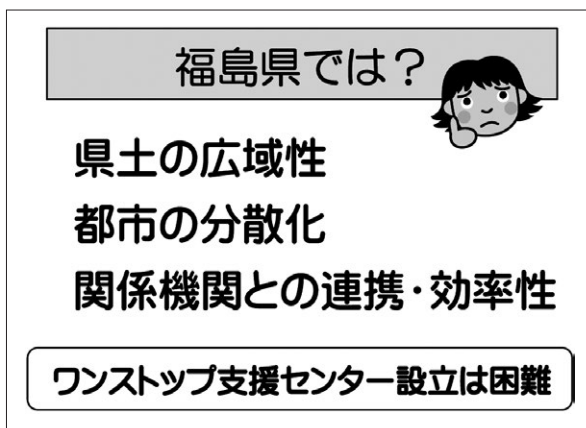 福島県では？
県土の広域性
都市の分散化
関係機関との連携・効率性
ワンストップ支援センター設立は困難